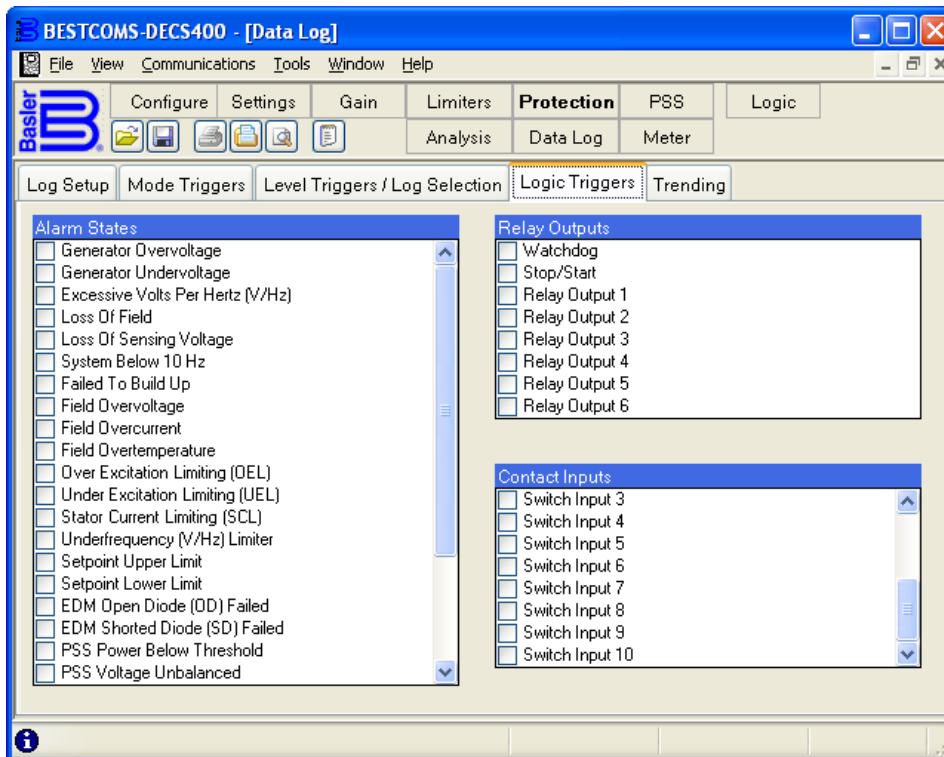 BESTCOMS-DECS400 - [Data Log]
File View Communications Tools Window Help
Basler
Configure Settings Gain Limiters Protection PSS Logic
Analysis Data Log Meter
Log Setup Mode Triggers Level Triggers / Log Selection Logic Triggers Trending
Alarm States
Generator Overvoltage
Generator Undervoltage
Excessive Volts Per Hertz (V/Hz)
Loss Of Field
Loss Of Sensing Voltage
System Below 10 Hz
Failed To Build Up
Field Overvoltage
Field Overcurrent
Field Overtemperature
Over Excitation Limiting (OEL)
Under Excitation Limiting (UEL)
Stator Current Limiting (SCL)
Underfrequency (V/Hz) Limiter
Setpoint Upper Limit
Setpoint Lower Limit
EDM Open Diode (OD) Failed
EDM Shorted Diode (SD) Failed
PSS Power Below Threshold
PSS Voltage Unbalanced
Relay Outputs
Watchdog
Stop/Start
Relay Output 1
Relay Output 2
Relay Output 3
Relay Output 4
Relay Output 5
Relay Output 6
Contact Inputs
Switch Input 3
Switch Input 4
Switch Input 5
Switch Input 6
Switch Input 7
Switch Input 8
Switch Input 9
Switch Input 10